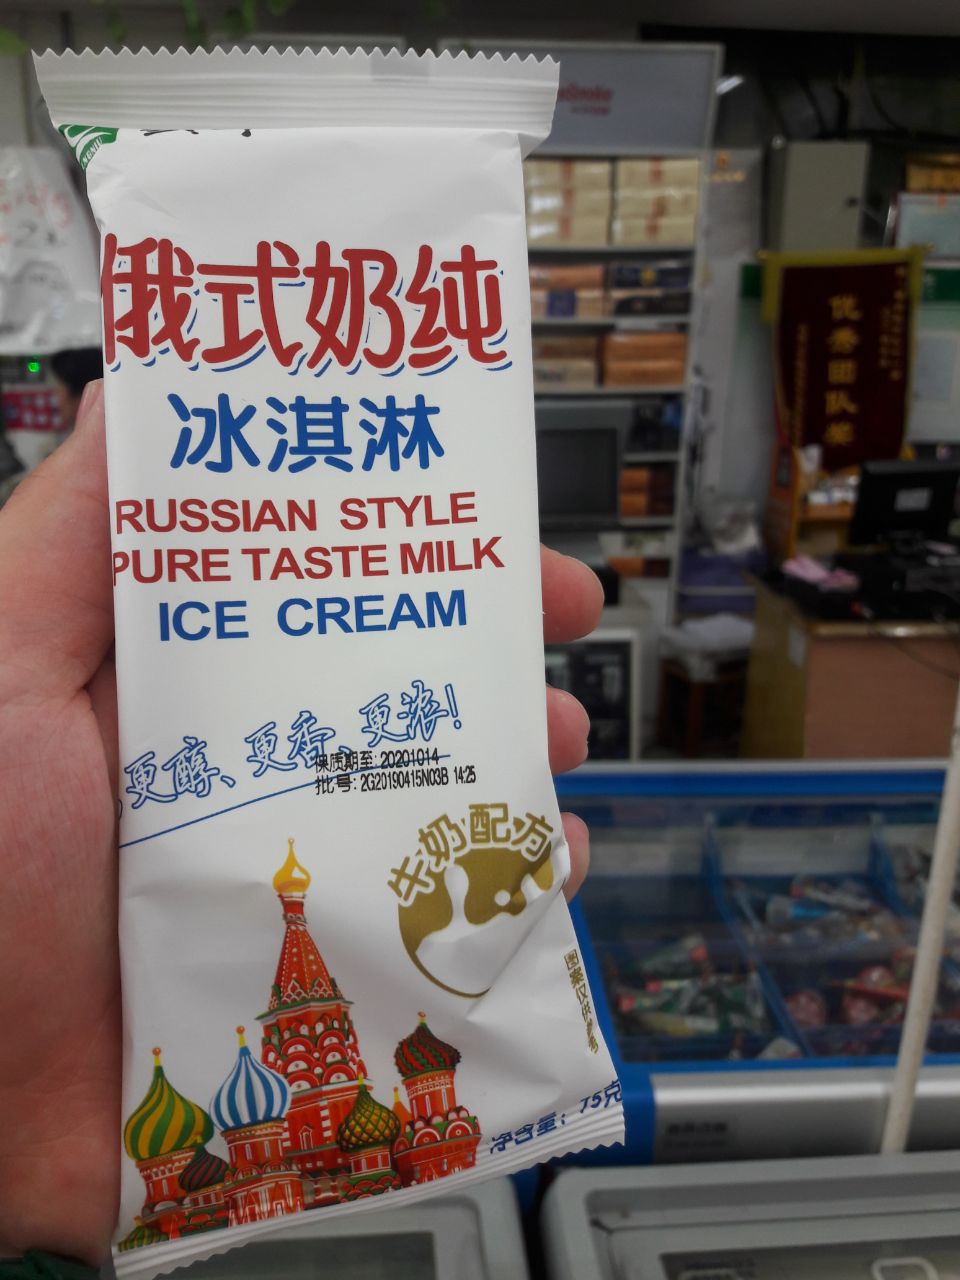 俄式奶纯
冰淇淋
RUSSIAN STYLE
PURE TASTE MILK
ICE CREAM
更醇、更香、更浓!
保质期至: 20201014
批号: 2G20190415N03B 14:25
牛奶配方
图案仅供参考
净含量: 75克
优秀团队奖